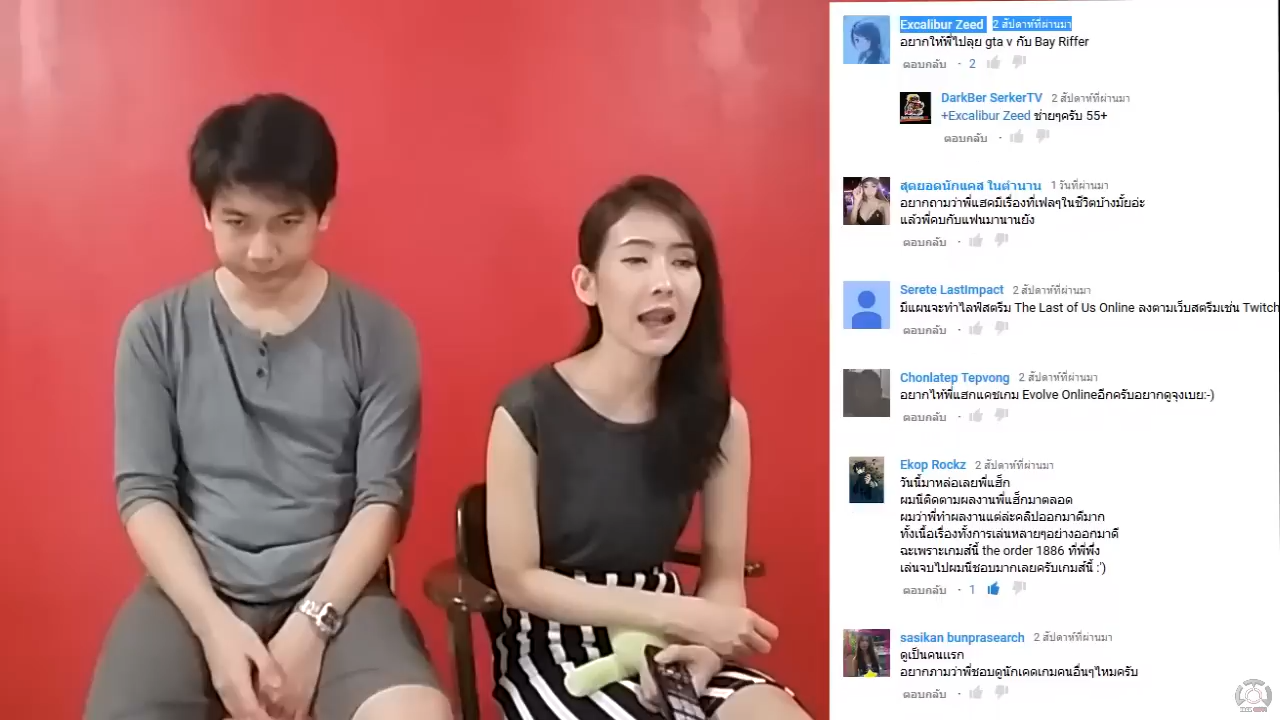 Excalibur Zeed 2 สัปดาห์ที่ผ่านมา
อยากให้พี่ไปลุย gta v กับ Bay Riffer
ตอบกลับ · 2
DarkBer SerkerTV 2 สัปดาห์ที่ผ่านมา
+Excalibur Zeed ช่ายๆครับ 55+
ตอบกลับ ·
สุดยอดนักแคส ในตำนาน 1 วันที่ผ่านมา
อยากถามว่าพี่แฮคมีเรื่องที่เฟลๆในชีวิตบ้างมั้ยอ่ะ
แล้วพี่คบกับแฟนมานานยัง
ตอบกลับ ·
Serete LastImpact 2 สัปดาห์ที่ผ่านมา
มีแผนจะทำไลฟ์สตรีม The Last of Us Online ลงตามเว็บสตรีมเช่น Twitch
ตอบกลับ ·
Chonlatep Tepvong 2 สัปดาห์ที่ผ่านมา
อยากให้พี่แฮกแคชเกม Evolve Onlineอีกครับอยากดูจุงเบย:-)
ตอบกลับ ·
Ekop Rockz 2 สัปดาห์ที่ผ่านมา
วันนี้มาหล่อเลยพี่แฮ็ก
ผมนี่ติดตามผลงานพี่แฮ็กมาตลอด
ผมว่าพี่ทำผลงานแต่ล่ะคลิปออกมาดีมาก
ทั้งเนื้อเรื่องทั้งการเล่นหลายๆอย่างออกมาดี
ฉะเพราะเกมส์นี้ the order 1886 ที่พี่พึ่ง
เล่นจบไปผมนี่ชอบมากเลยครับเกมส์นี้ :')
ตอบกลับ · 1
sasikan bunprasearch 2 สัปดาห์ที่ผ่านมา
ดูเป็นคนแรก
อยากถามว่าพี่ชอบดูนักเคดเกมคนอื่นๆไหมครับ
ตอบกลับ ·